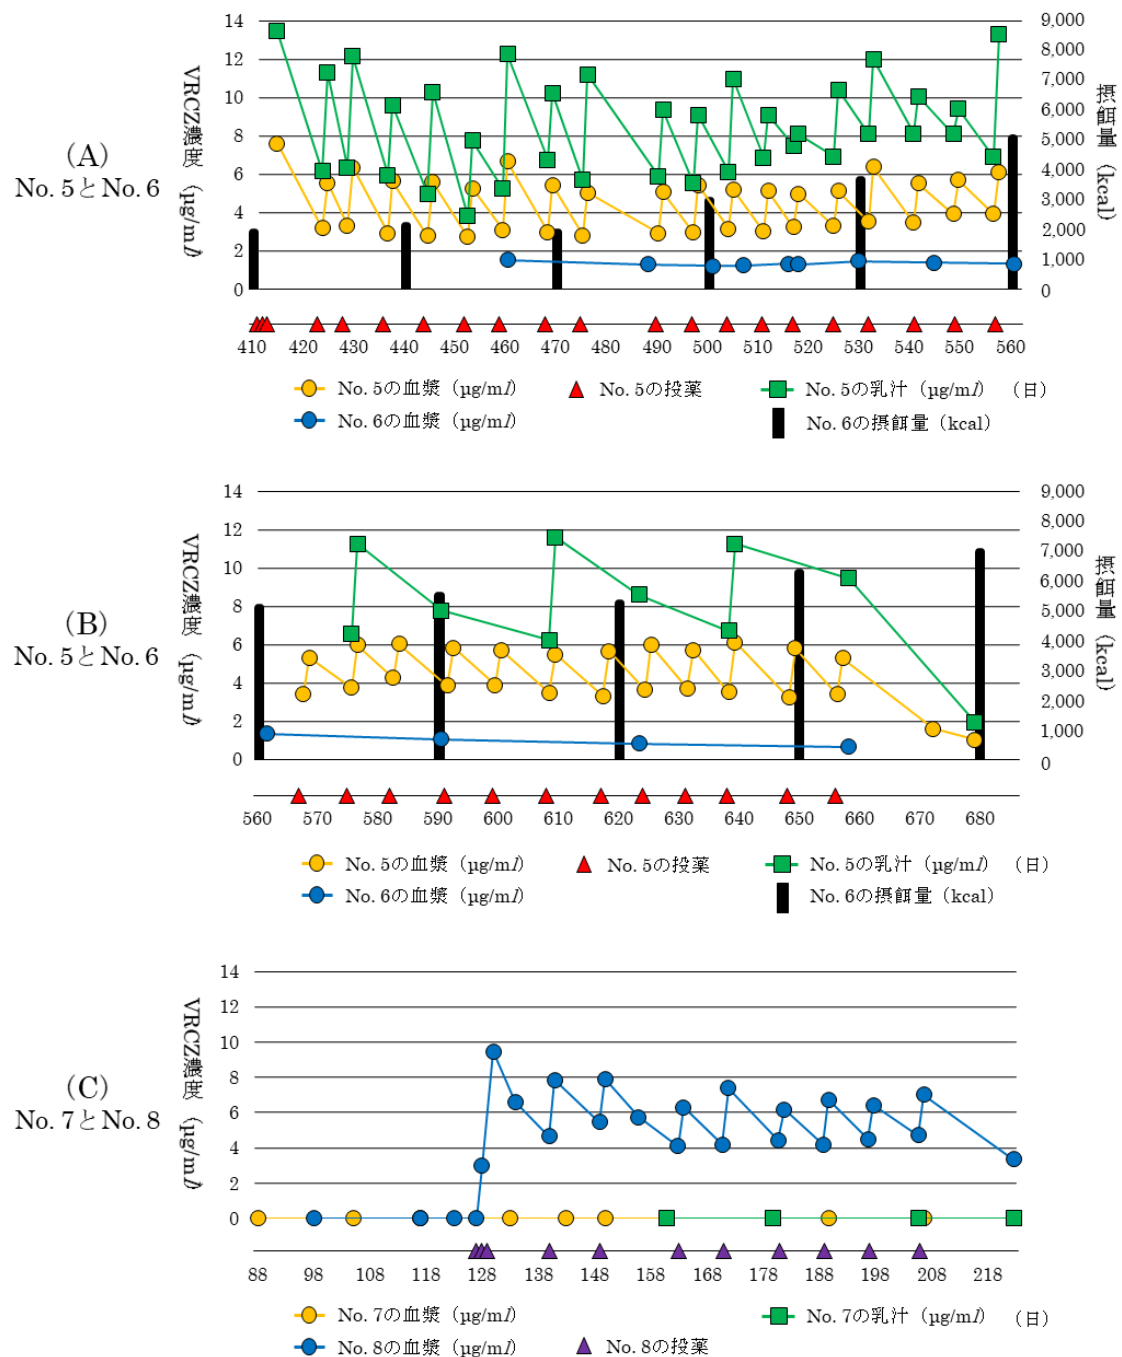 14
12
10
8
6
4
2
0
VRCZ濃度（µg/ml）
（A）
No. 5とNo. 6
9,000
8,000
7,000
6,000
5,000
4,000
3,000
2,000
1,000
0
摂餌量（kcal）
410 420 430 440 450 460 470 480 490 500 510 520 530 540 550 560
No. 5の血漿（µg/ml） No. 5の投薬 No. 5の乳汁（µg/ml） （日）
No. 6の血漿（µg/ml） No. 6の摂餌量（kcal）
14
12
10
8
6
4
2
0
VRCZ濃度（µg/ml）
（B）
No. 5とNo. 6
9,000
8,000
7,000
6,000
5,000
4,000
3,000
2,000
1,000
0
摂餌量（kcal）
560 570 580 590 600 610 620 630 640 650 660 670 680
No. 5の血漿（µg/ml） No. 5の投薬 No. 5の乳汁（µg/ml） （日）
No. 6の血漿（µg/ml） No. 6の摂餌量（kcal）
14
12
10
8
6
4
2
0
VRCZ濃度（µg/ml）
（C）
No. 7とNo. 8
88 98 108 118 128 138 148 158 168 178 188 198 208 218
No. 7の血漿（µg/ml） No. 7の乳汁（µg/ml） （日）
No. 8の血漿（µg/ml） No. 8の投薬